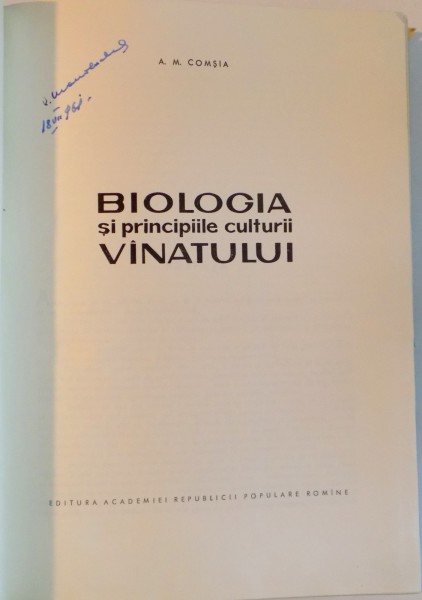 A. M. COMȘIA
BIOLOGIA
și principiile culturii
VÎNATULUI
EDITURA ACADEMIEI REPUBLICII POPULARE ROMÎNE